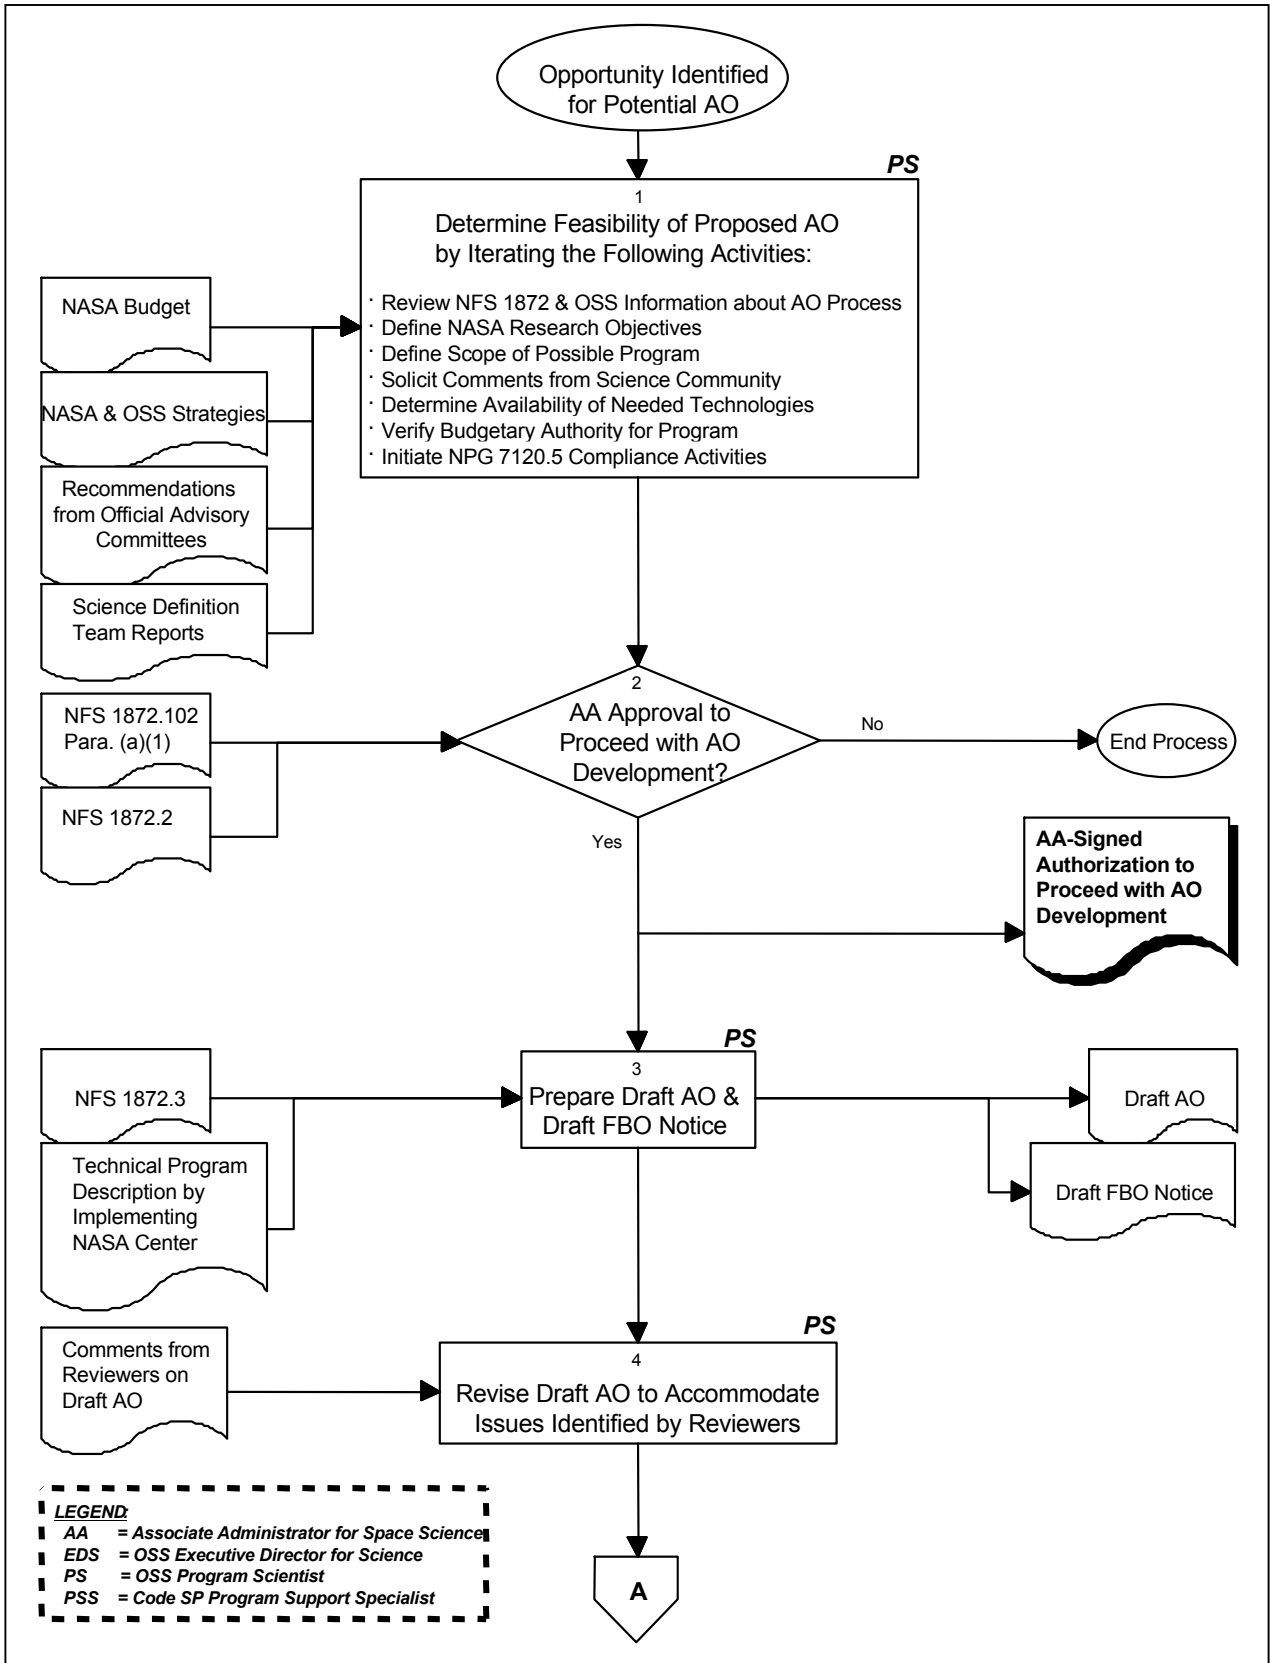 Opportunity Identified
for Potential AO
PS
1
Determine Feasibility of Proposed AO
by Iterating the Following Activities:
· Review NFS 1872 & OSS Information about AO Process
· Define NASA Research Objectives
· Define Scope of Possible Program
· Solicit Comments from Science Community
· Determine Availability of Needed Technologies
· Verify Budgetary Authority for Program
· Initiate NPG 7120.5 Compliance Activities
NASA Budget
NASA & OSS Strategies
Recommendations
from Official Advisory
Committees
Science Definition
Team Reports
NFS 1872.102
Para. (a)(1)
NFS 1872.2
2
AA Approval to
Proceed with AO
Development?
No
End Process
Yes
AA-Signed
Authorization to
Proceed with AO
Development
PS
3
Prepare Draft AO &
Draft FBO Notice
NFS 1872.3
Technical Program
Description by
Implementing
NASA Center
Draft AO
Draft FBO Notice
PS
4
Revise Draft AO to Accommodate
Issues Identified by Reviewers
Comments from
Reviewers on
Draft AO
LEGEND:
AA = Associate Administrator for Space Science
EDS = OSS Executive Director for Science
PS = OSS Program Scientist
PSS = Code SP Program Support Specialist
A